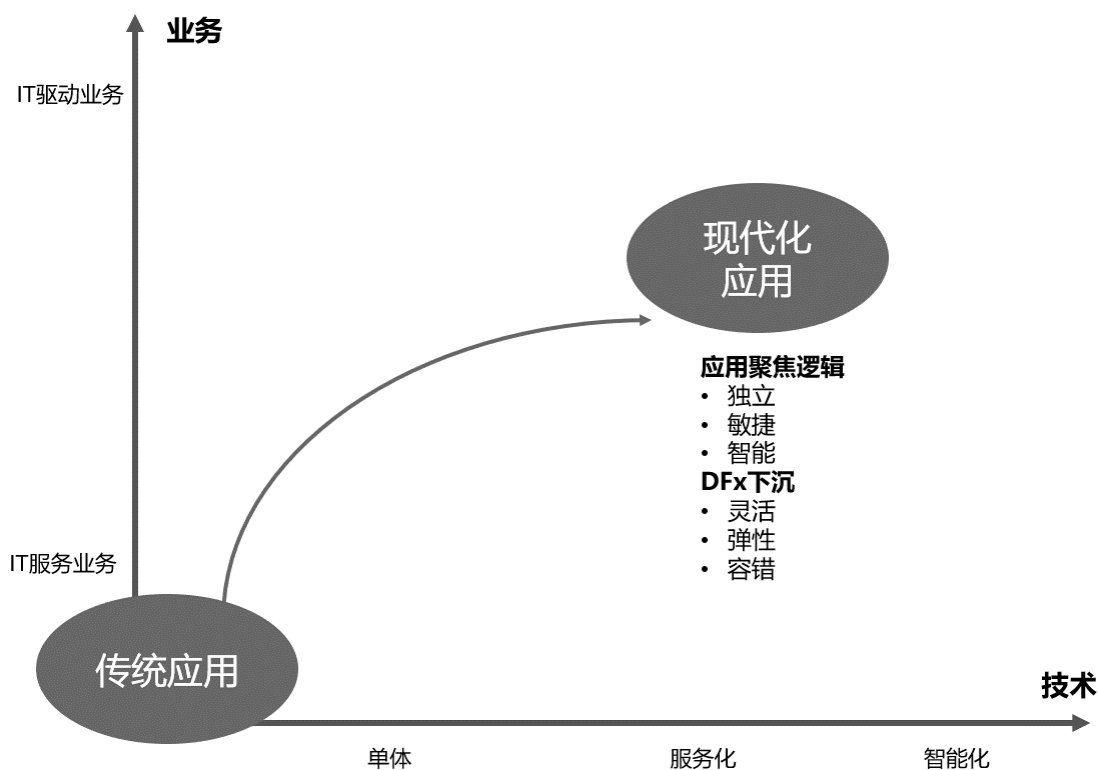 业务
IT驱动业务
现代化
应用
应用聚焦逻辑
• 独立
• 敏捷
• 智能
DFx下沉
• 灵活
• 弹性
• 容错
IT服务业务
传统应用
技术
单体
服务化
智能化